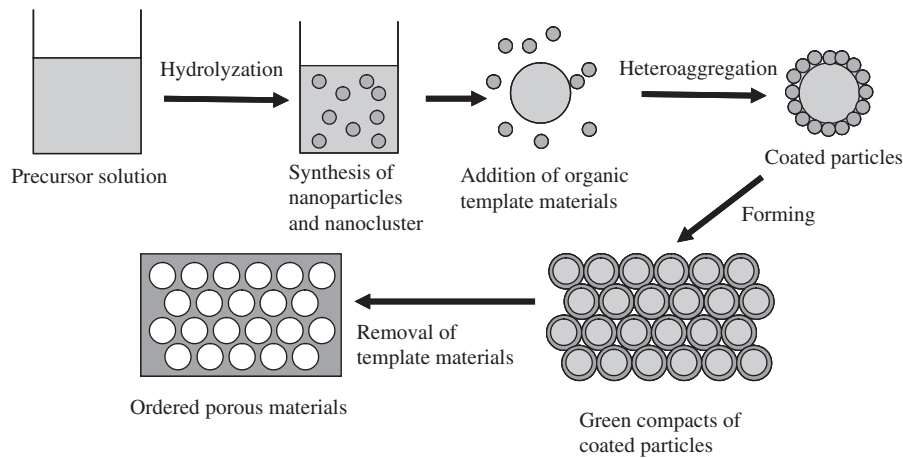 Precursor solution
Hydrolyzation
Synthesis of
nanoparticles
and nanocluster
Addition of organic
template materials
Heteroaggregation
Coated particles
Forming
Green compacts of
coated particles
Removal of
template materials
Ordered porous materials